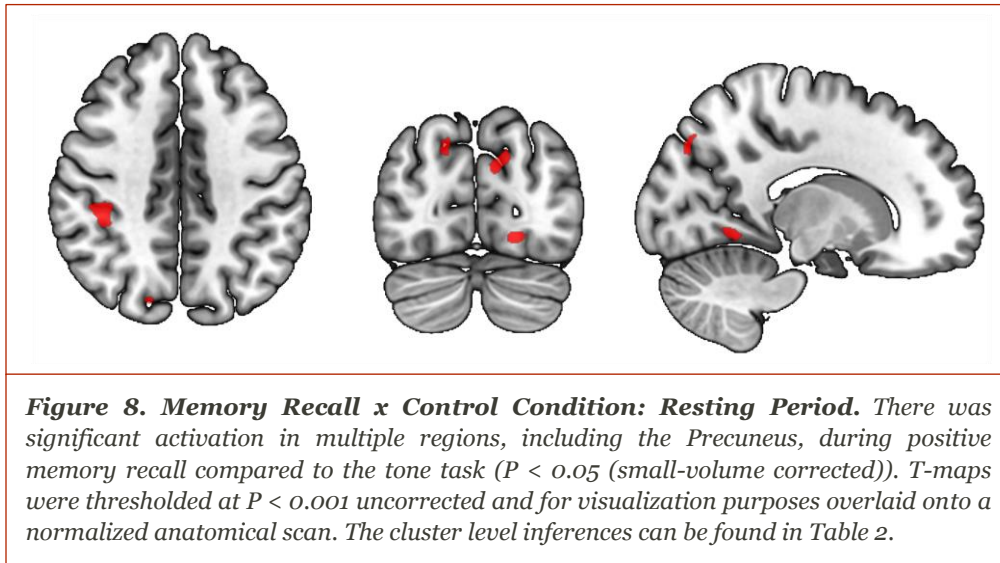 Figure 8. Memory Recall x Control Condition: Resting Period. There was
significant activation in multiple regions, including the Precuneus, during positive
memory recall compared to the tone task (P < 0.05 (small-volume corrected)). T-maps
were thresholded at P < 0.001 uncorrected and for visualization purposes overlaid onto a
normalized anatomical scan. The cluster level inferences can be found in Table 2.